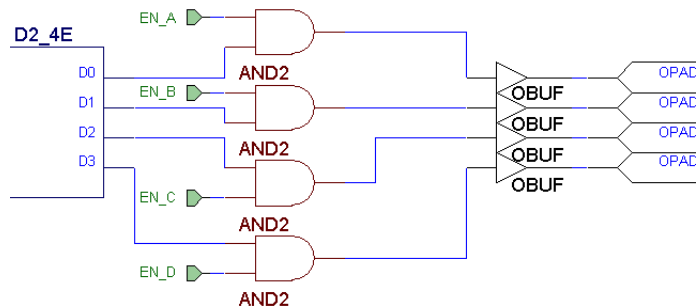 EN_A
D2_4E
D0
AND2
OPAD
EN_B
OBUF
D1
OPAD
AND2
OBUF
D2
OPAD
OBUF
D3
OPAD
OBUF
EN_C
AND2
EN_D
AND2